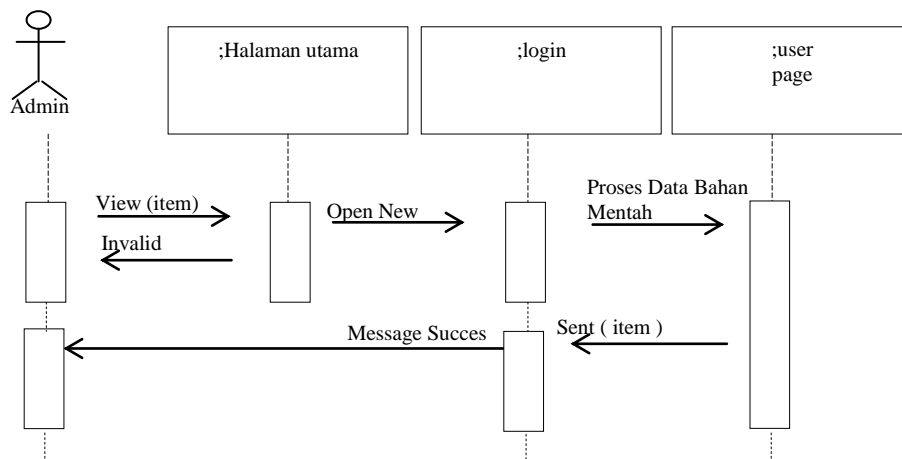 ;Halaman utama
;login
;user
page
Admin
View (item)
Invalid
Open New
Proses Data Bahan
Mentah
Message Succes
Sent ( item )